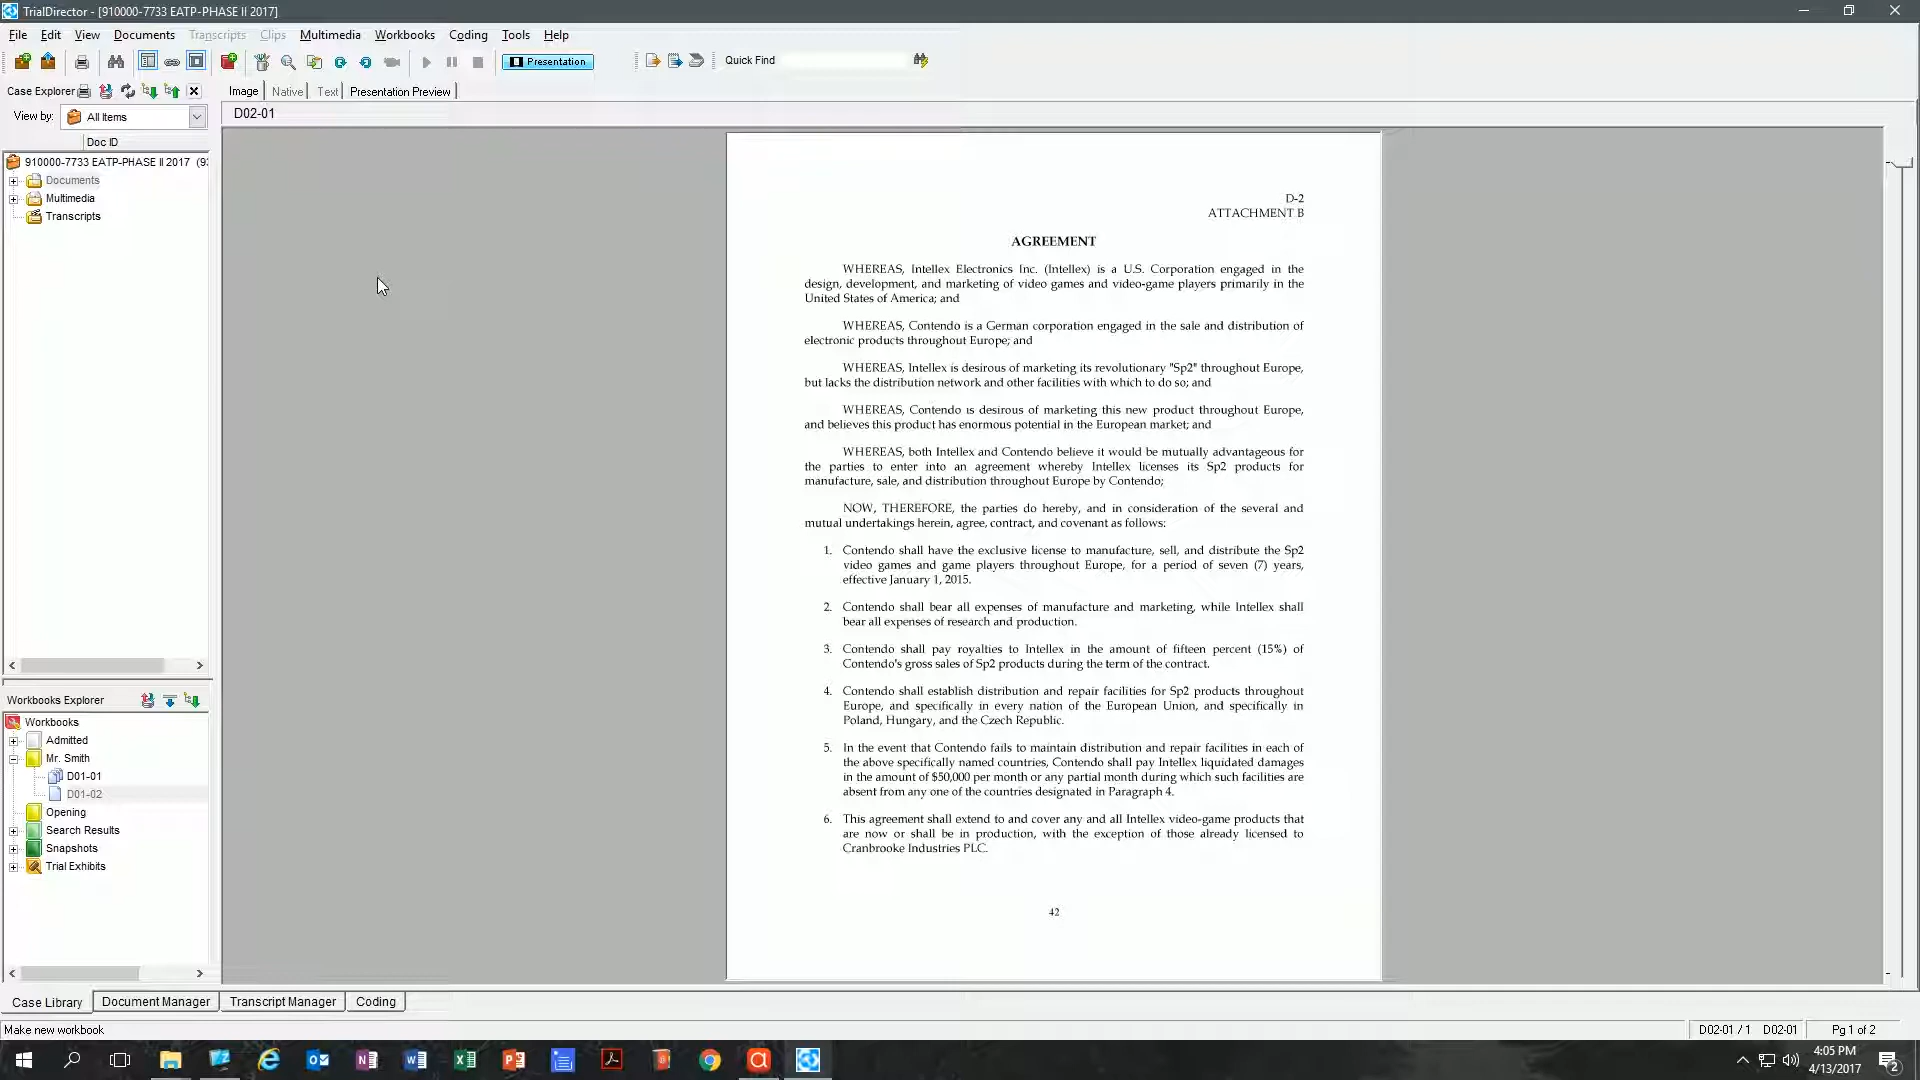 TrialDirector - [910000-7733 EATP-PHASE II 2017]
File Edit View Documents Transcripts Clips Multimedia Workbooks Coding Tools Help
Presentation Quick Find
Case Explorer
Image Native Text Presentation Preview
View by: All Items
D02-01
Doc ID
910000-7733 EATP-PHASE II 2017
Documents
Multimedia
Transcripts
Workbooks Explorer
Workbooks
Admitted
Mr. Smith
D01-01
D01-02
Opening
Search Results
Snapshots
Trial Exhibits
D-2
ATTACHMENT B
AGREEMENT
WHEREAS, Intellex Electronics Inc. (Intellex) is a U.S. Corporation engaged in the
design, development, and marketing of video games and video-game players primarily in the
United States of America; and
WHEREAS, Contendo is a German corporation engaged in the sale and distribution of
electronic products throughout Europe; and
WHEREAS, Intellex is desirous of marketing its revolutionary "Sp2" throughout Europe,
but lacks the distribution network and other facilities with which to do so; and
WHEREAS, Contendo is desirous of marketing this new product throughout Europe,
and believes this product has enormous potential in the European market; and
WHEREAS, both Intellex and Contendo believe it would be mutually advantageous for
the parties to enter into an agreement whereby Intellex licenses its Sp2 products for
manufacture, sale, and distribution throughout Europe by Contendo;
NOW, THEREFORE, the parties do hereby, and in consideration of the several and
mutual undertakings herein, agree, contract, and covenant as follows:
1. Contendo shall have the exclusive license to manufacture, sell, and distribute the Sp2
video games and game players throughout Europe, for a period of seven (7) years,
effective January 1, 2015.
2. Contendo shall bear all expenses of manufacture and marketing, while Intellex shall
bear all expenses of research and production.
3. Contendo shall pay royalties to Intellex in the amount of fifteen percent (15%) of
Contendo's gross sales of Sp2 products during the term of the contract.
4. Contendo shall establish distribution and repair facilities for Sp2 products throughout
Europe, and specifically in every nation of the European Union, and specifically in
Poland, Hungary, and the Czech Republic.
5. In the event that Contendo fails to maintain distribution and repair facilities in each of
the above specifically named countries, Contendo shall pay Intellex liquidated damages
in the amount of $50,000 per month or any partial month during which such facilities are
absent from any one of the countries designated in Paragraph 4.
6. This agreement shall extend to and cover any and all Intellex video-game products that
are now or shall be in production, with the exception of those already licensed to
Cranbrooke Industries PLC.
42
Case Library Document Manager Transcript Manager Coding
Make new workbook D02-01 / 1 D02-01 Pg 1 of 2
4:05 PM
4/13/2017
2